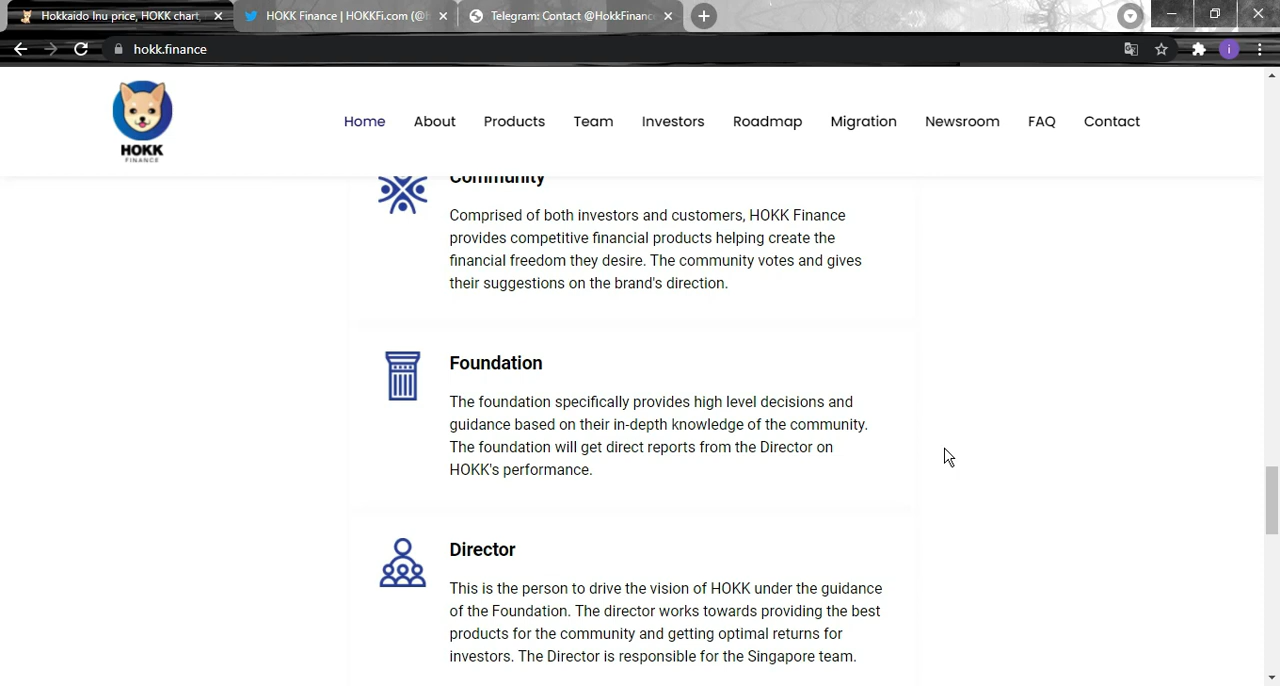 Hokkaido Inu price, HOKK chart,
HOKK Finance | HOKKFi.com (@
Telegram: Contact @HokkFinanc
hokk.finance
i
HOKK
FINANCE
Home
About
Products
Team
Investors
Roadmap
Migration
Newsroom
FAQ
Contact
Community
Comprised of both investors and customers, HOKK Finance
provides competitive financial products helping create the
financial freedom they desire. The community votes and gives
their suggestions on the brand's direction.
Foundation
The foundation specifically provides high level decisions and
guidance based on their in-depth knowledge of the community.
The foundation will get direct reports from the Director on
HOKK's performance.
Director
This is the person to drive the vision of HOKK under the guidance
of the Foundation. The director works towards providing the best
products for the community and getting optimal returns for
investors. The Director is responsible for the Singapore team.